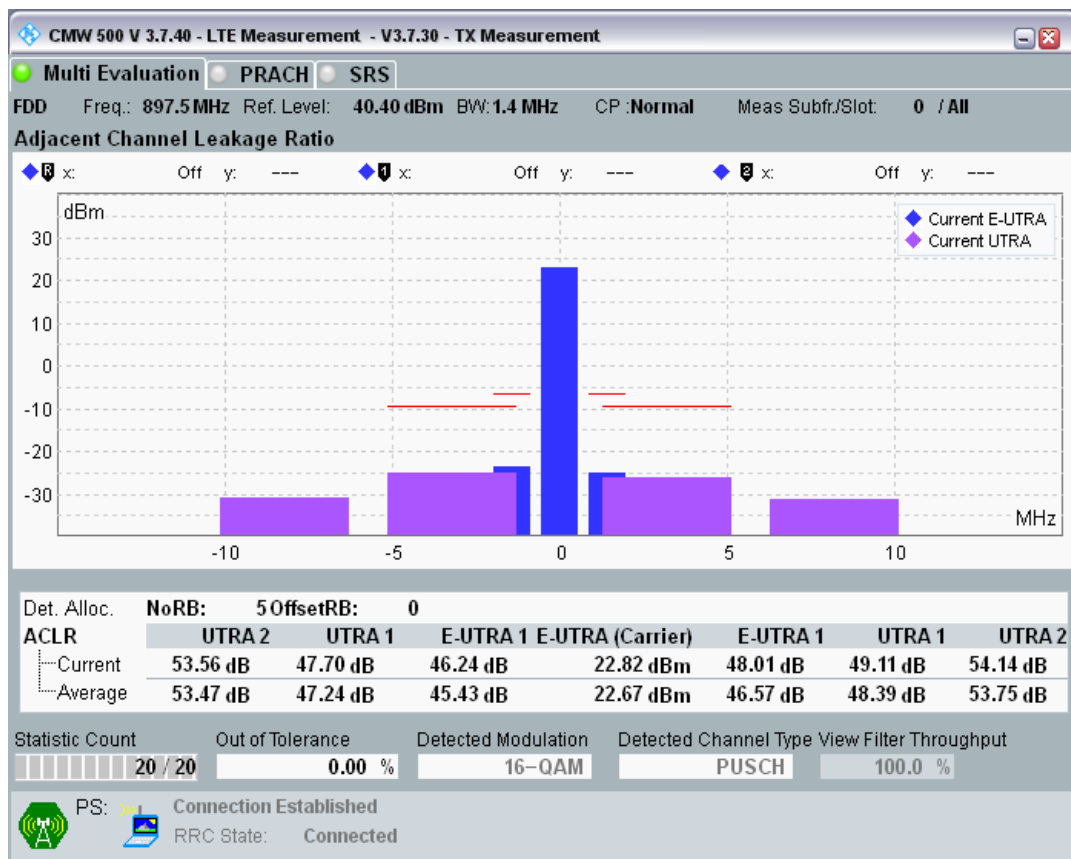 CMW 500 V 3.7.40 - LTE Measurement - V3.7.30 - TX Measurement
Multi Evaluation PRACH SRS
FDD Freq.: 897.5 MHz Ref. Level: 40.40 dBm BW: 1.4 MHz CP :Normal Meas Subfr./Slot: 0 / All
Adjacent Channel Leakage Ratio
R x: Off y: --- 1 x: Off y: --- 2 x: Off y: ---
dBm
Current E-UTRA
Current UTRA
30
20
10
0
-10
-20
-30
MHz
-10 -5 0 5 10
Det. Alloc. NoRB: 5 OffsetRB: 0
ACLR UTRA 2 UTRA 1 E-UTRA 1 E-UTRA (Carrier) E-UTRA 1 UTRA 1 UTRA 2
Current 53.56 dB 47.70 dB 46.24 dB 22.82 dBm 48.01 dB 49.11 dB 54.14 dB
Average 53.47 dB 47.24 dB 45.43 dB 22.67 dBm 46.57 dB 48.39 dB 53.75 dB
Statistic Count Out of Tolerance Detected Modulation Detected Channel Type View Filter Throughput
20 / 20 0.00 % 16-QAM PUSCH 100.0 %
PS: Connection Established
RRC State: Connected